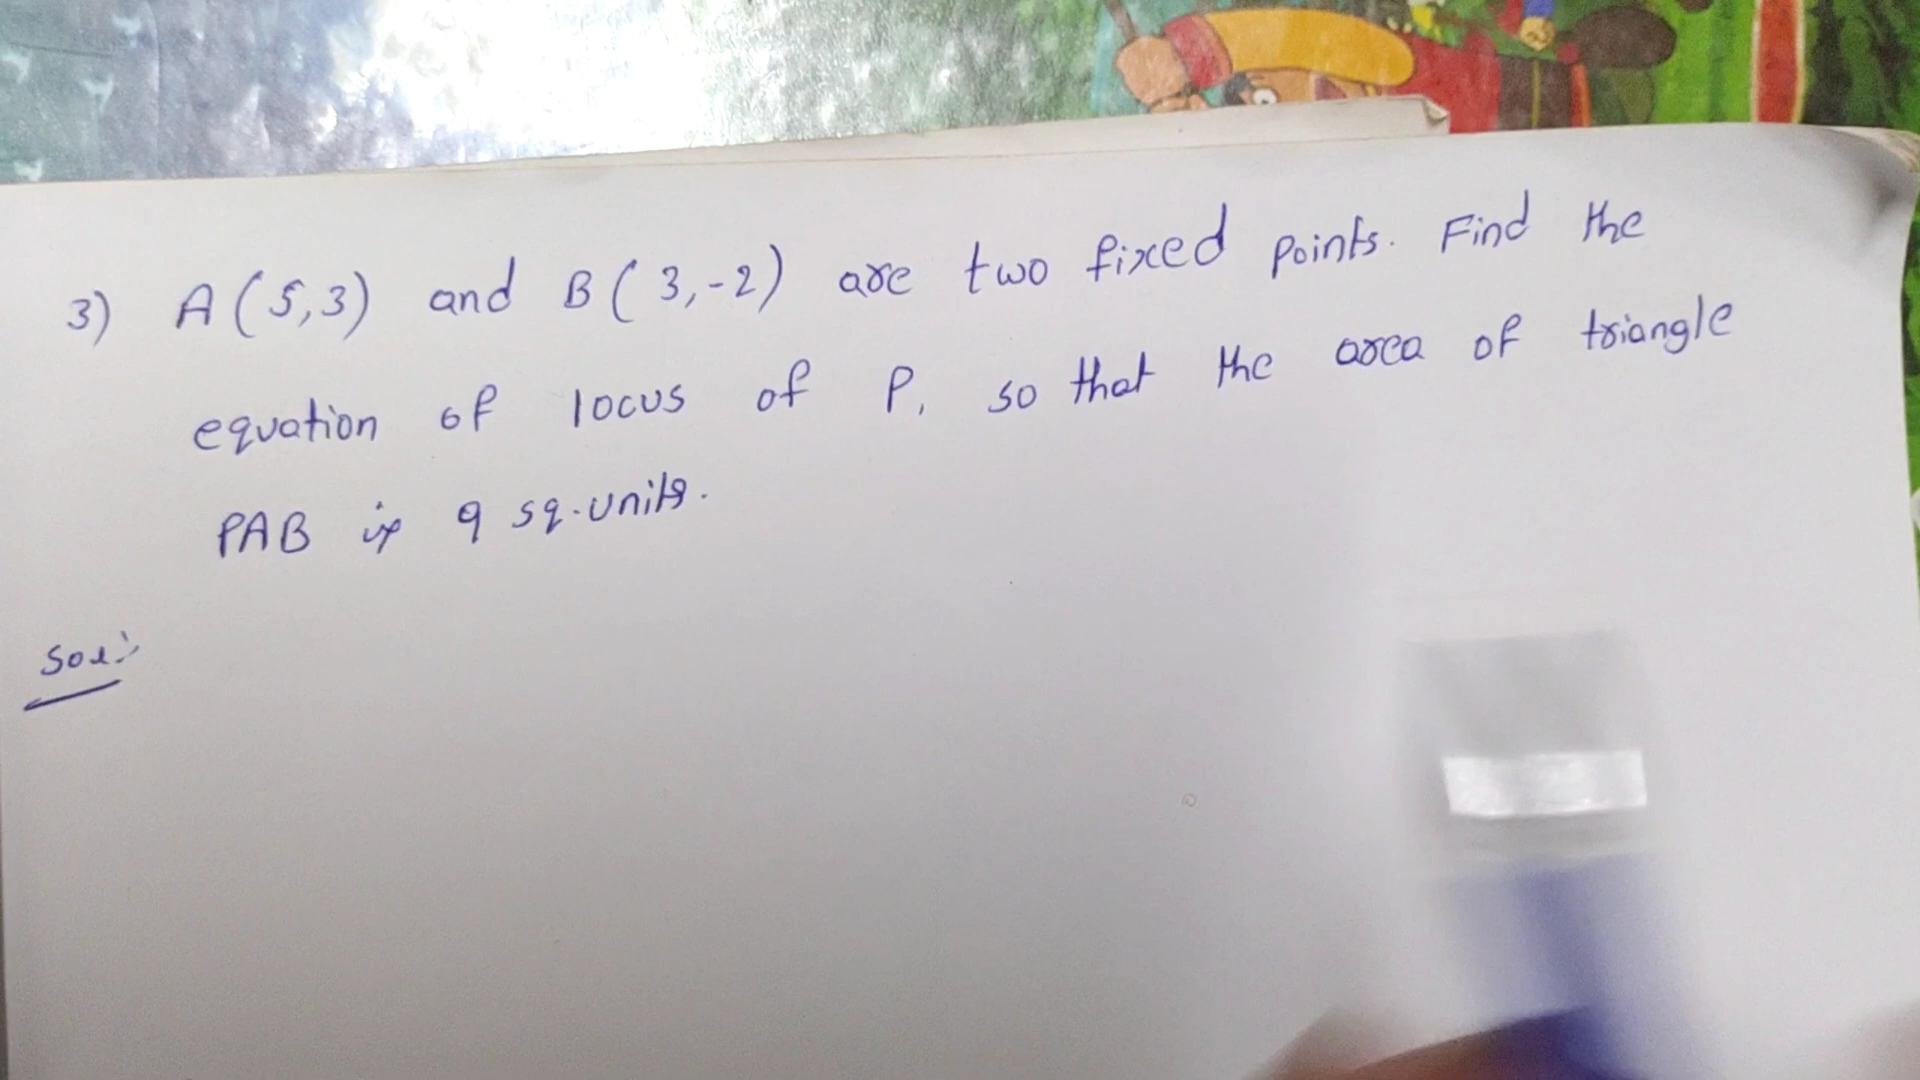 3) A(5,3) and B(3,-2) are two fixed points. Find the
equation of locus of P, so that the area of triangle
PAB is 9 sq.units.
Sol: